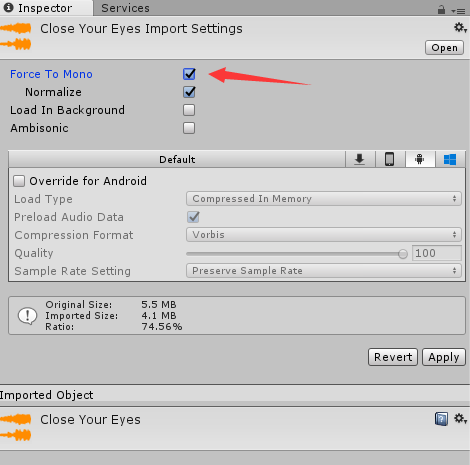 Inspector Services
Close Your Eyes Import Settings
Open
Force To Mono
Normalize
Load In Background
Ambisonic
Default
Override for Android
Load Type Compressed In Memory
Preload Audio Data
Compression Format Vorbis
Quality 100
Sample Rate Setting Preserve Sample Rate
Original Size: 5.5 MB
Imported Size: 4.1 MB
Ratio: 74.56%
Revert Apply
Imported Object
Close Your Eyes